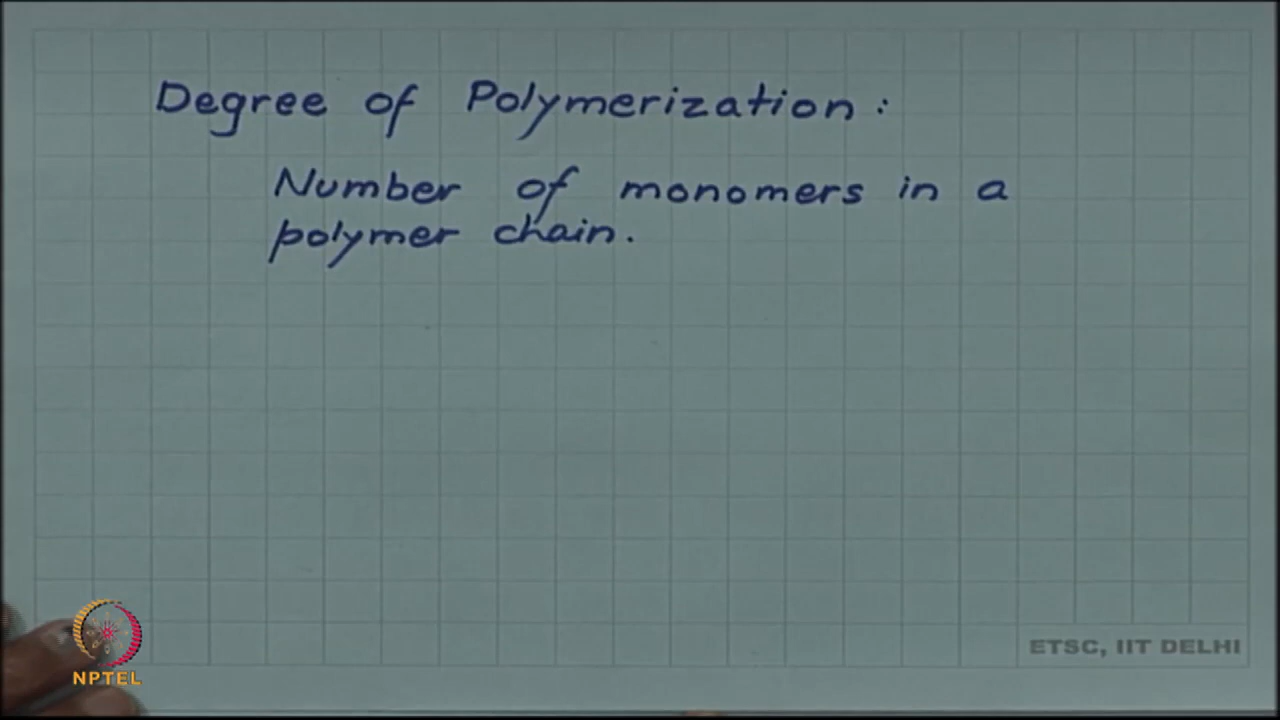 Degree of Polymerization :
Number of monomers in a
polymer chain.
NPTEL
ETSC, IIT DELHI